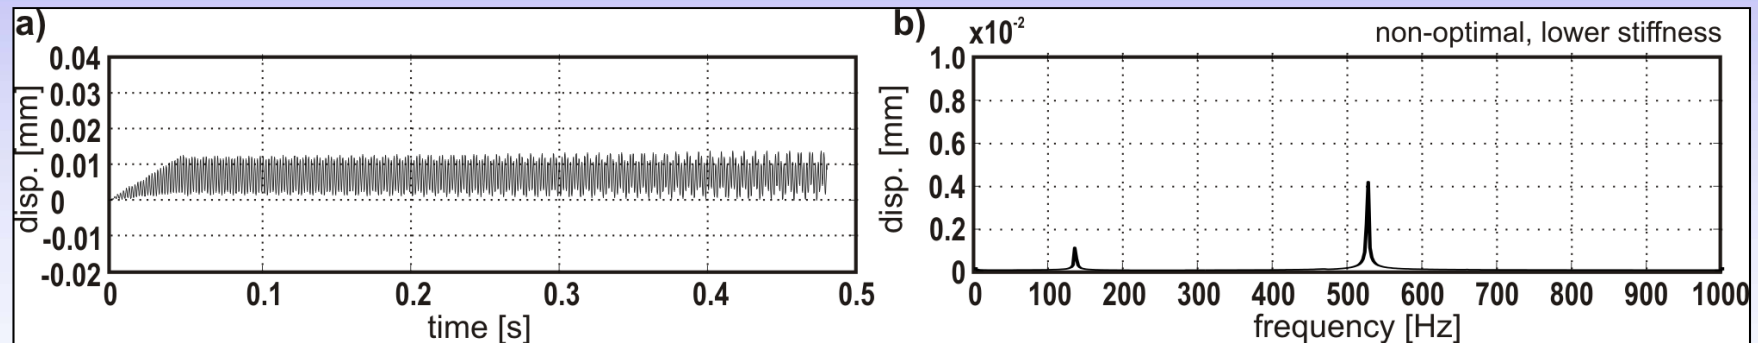 a)
0.04
0.03
0.02
0.01
0
-0.01
-0.02
disp. [mm]
0 0.1 0.2 0.3 0.4 0.5
time [s]
b)
x10-2
non-optimal, lower stiffness
1.0
0.8
0.6
0.4
0.2
0
disp. [mm]
0 100 200 300 400 500 600 700 800 900 1000
frequency [Hz]